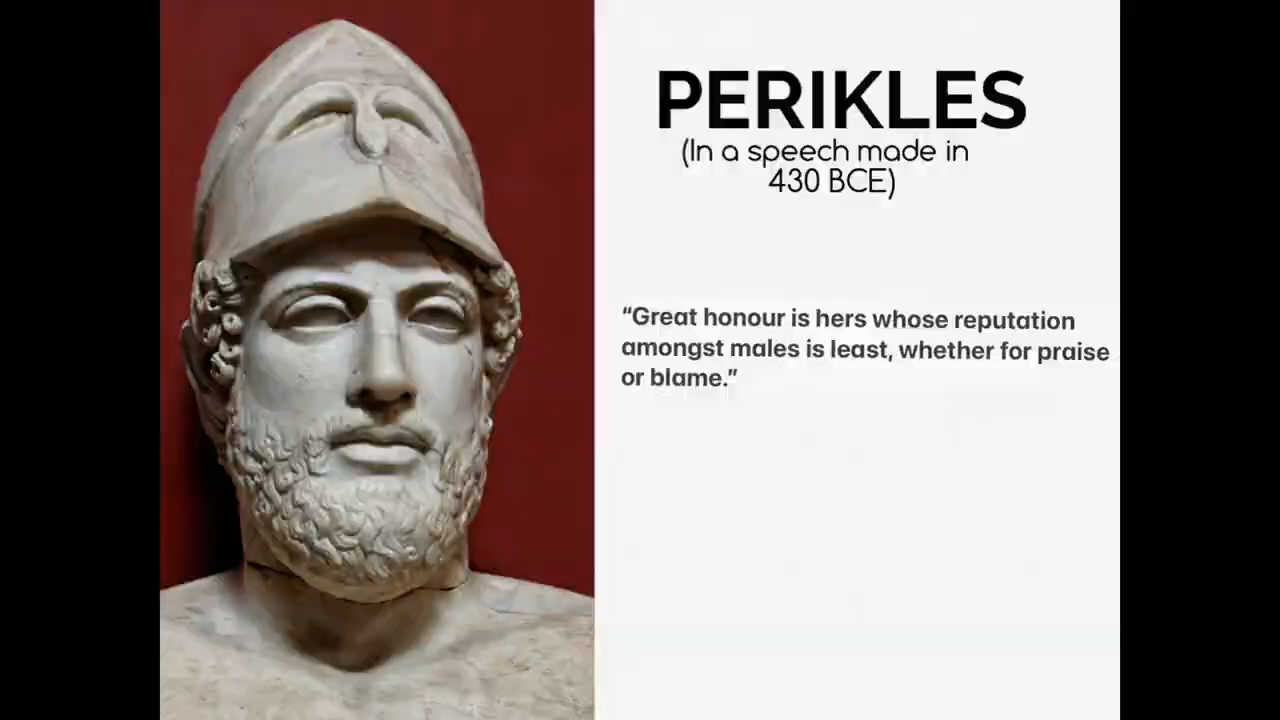 PERIKLES
(In a speech made in
430 BCE)
“Great honour is hers whose reputation
amongst males is least, whether for praise
or blame.”